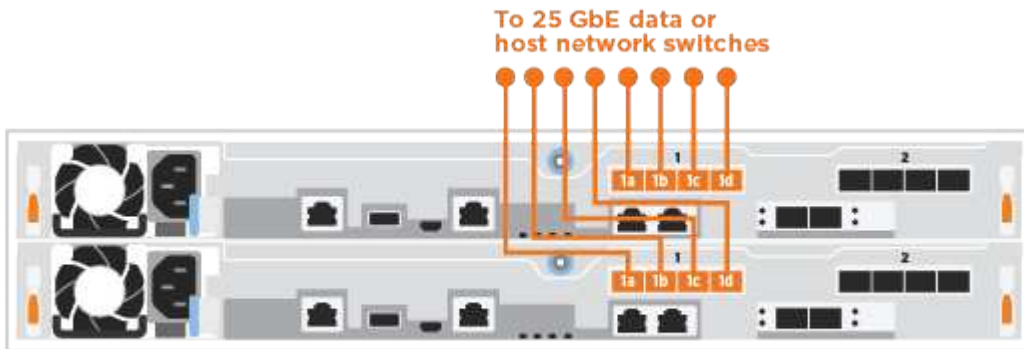 To 25 GbE data or
host network switches
1
2
1a 1b 1c 1d
1
2
1a 1b 1c 1d